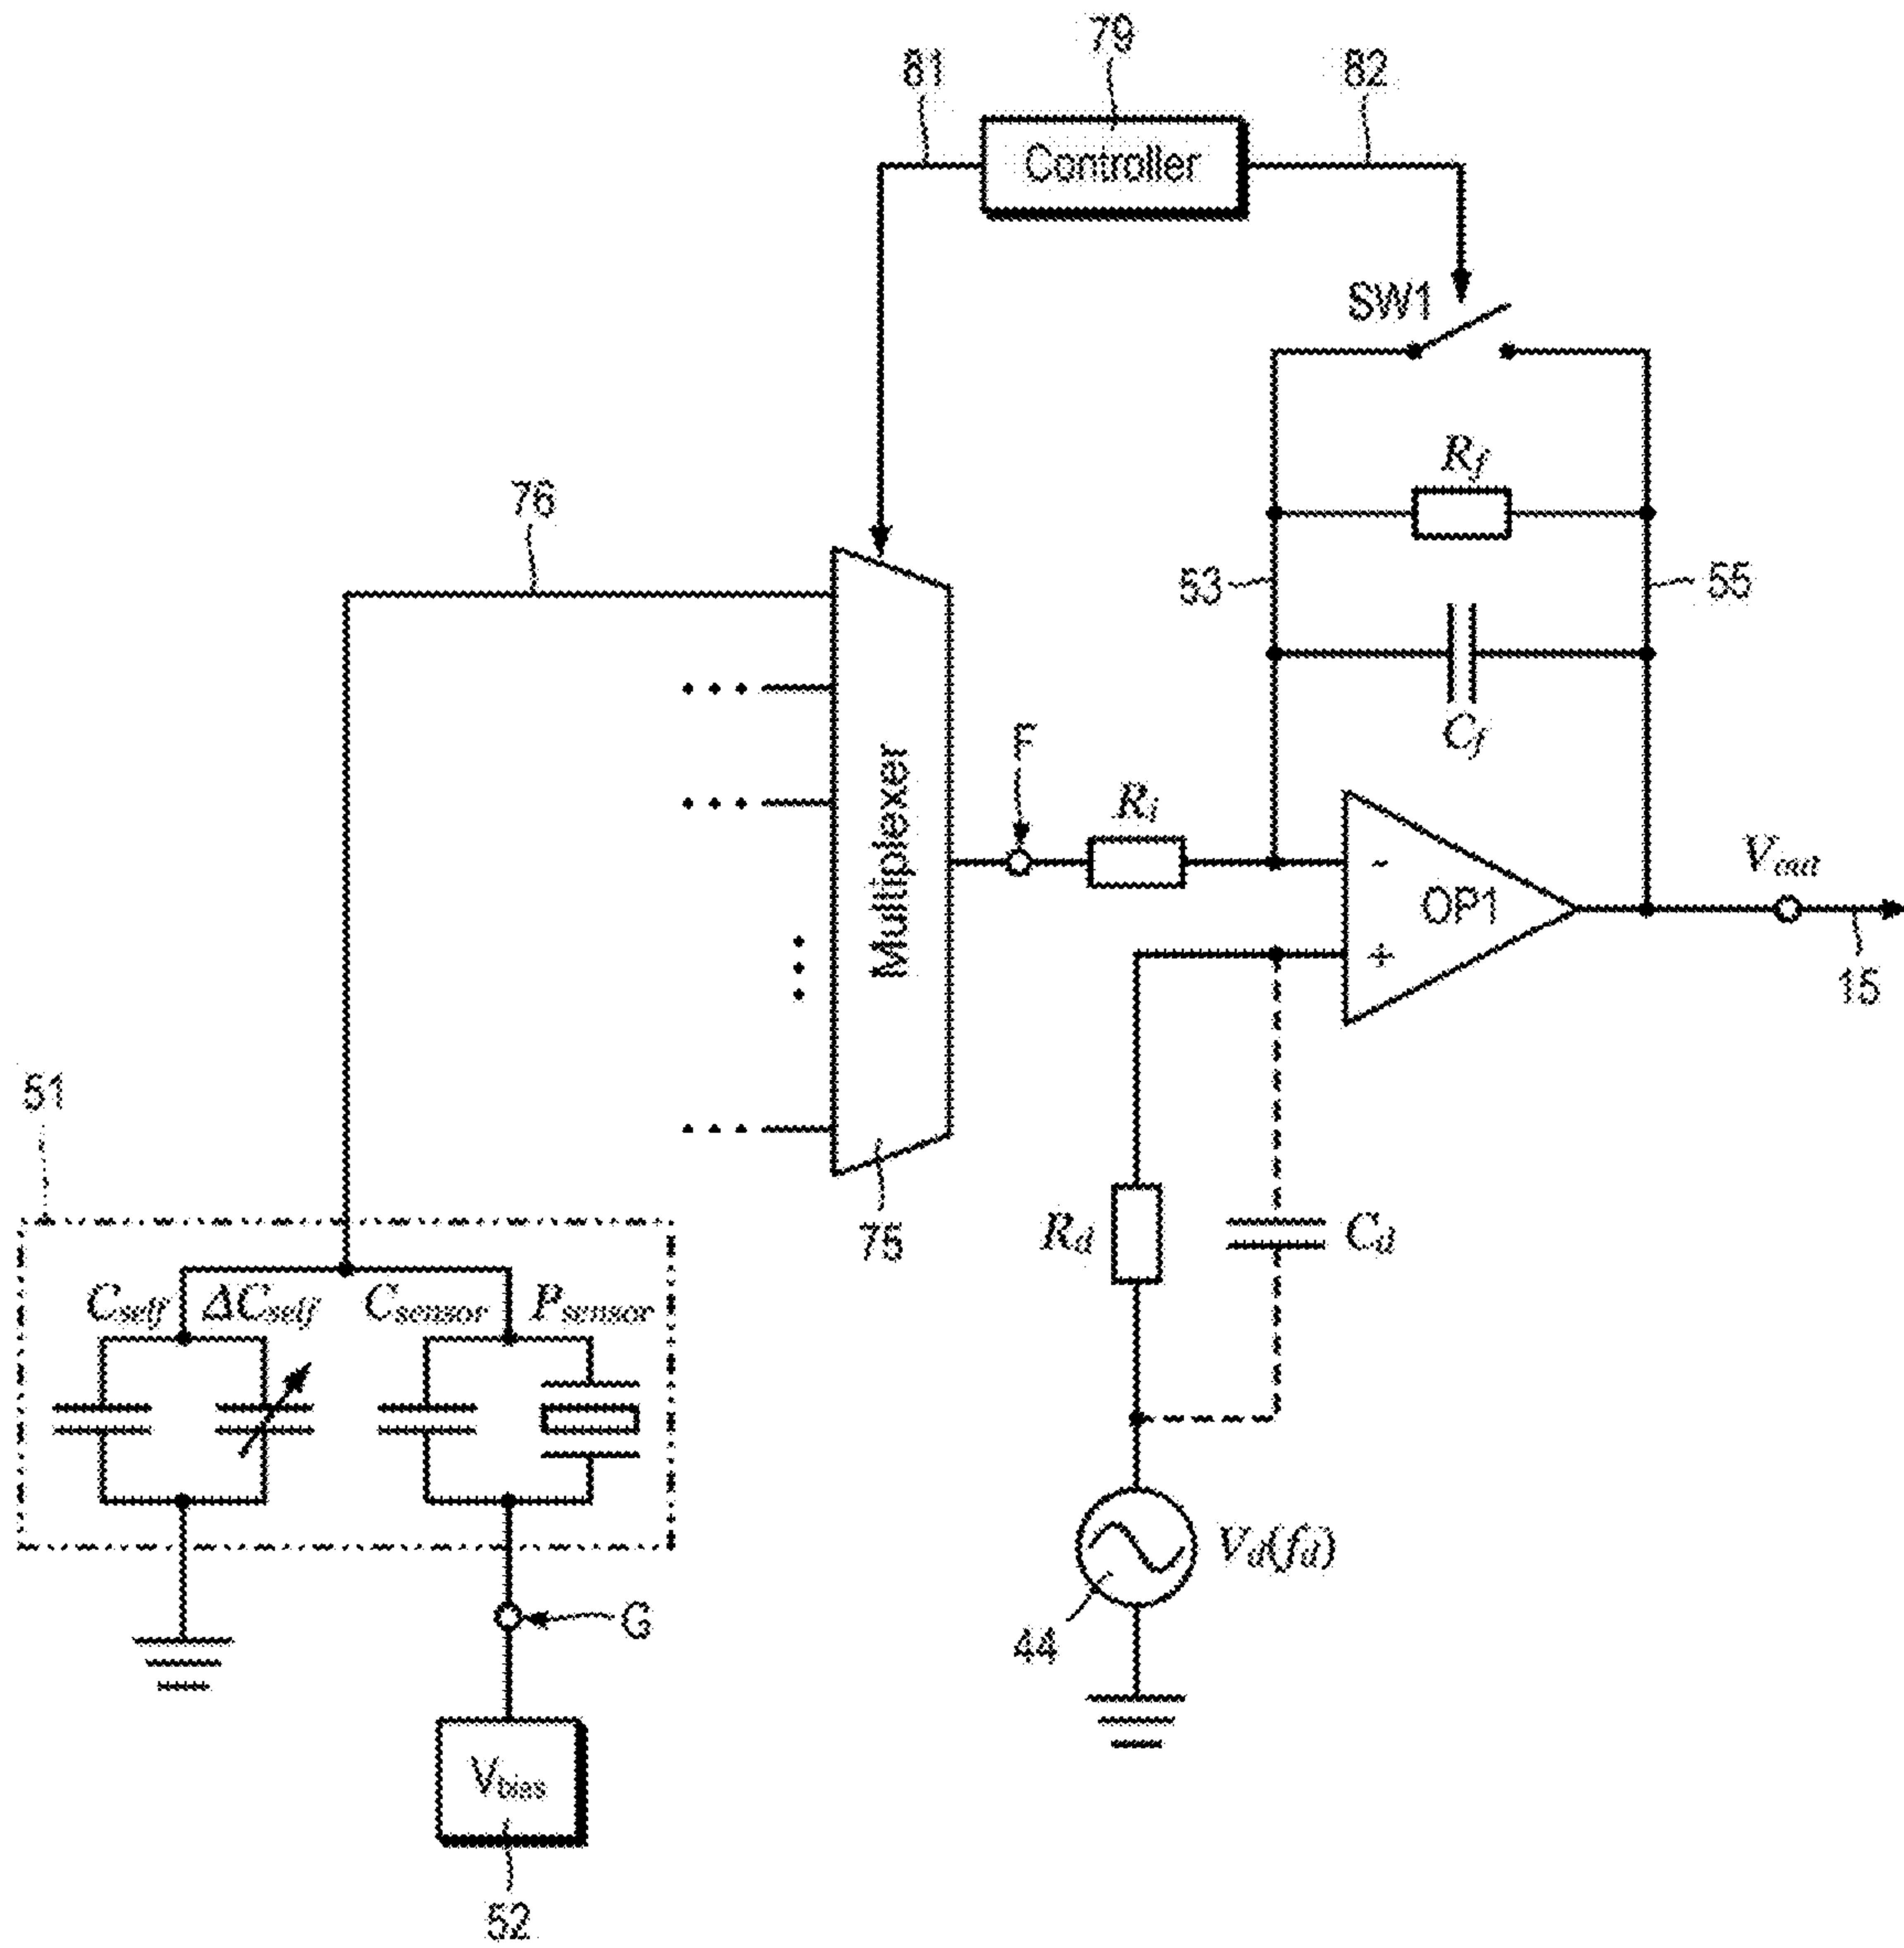 79
81
82
Controller
SW1
Rf
76
53
55
Cf
F
Multiplexer
Ri
-
OP1
+
Vout
15
51
75
Rd
Cd
Cself
ΔCself
Csensor
Psensor
Vd(fd)
44
G
Vbias
52